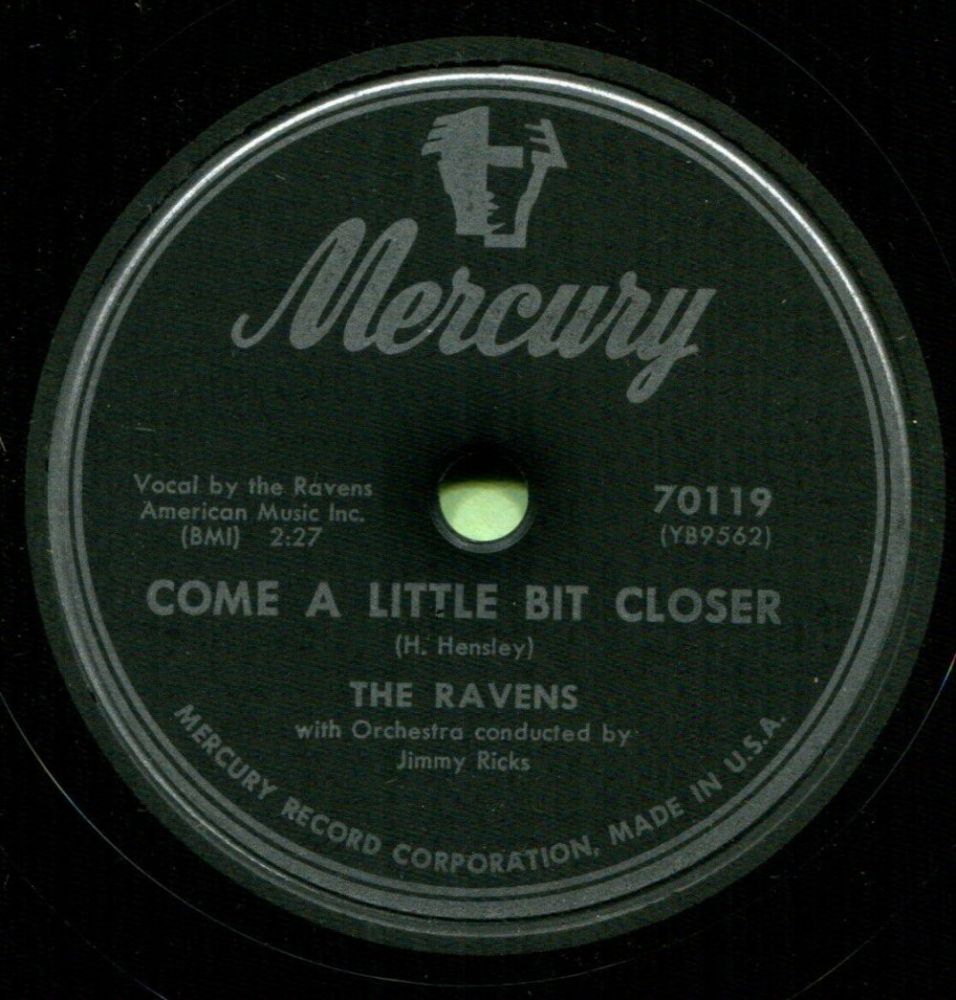 Mercury
Vocal by the Ravens
American Music Inc.
(BMI) 2:27
70119
(YB9562)
COME A LITTLE BIT CLOSER
(H. Hensley)
THE RAVENS
with Orchestra conducted by
Jimmy Ricks
MERCURY RECORD CORPORATION, MADE IN U.S.A.